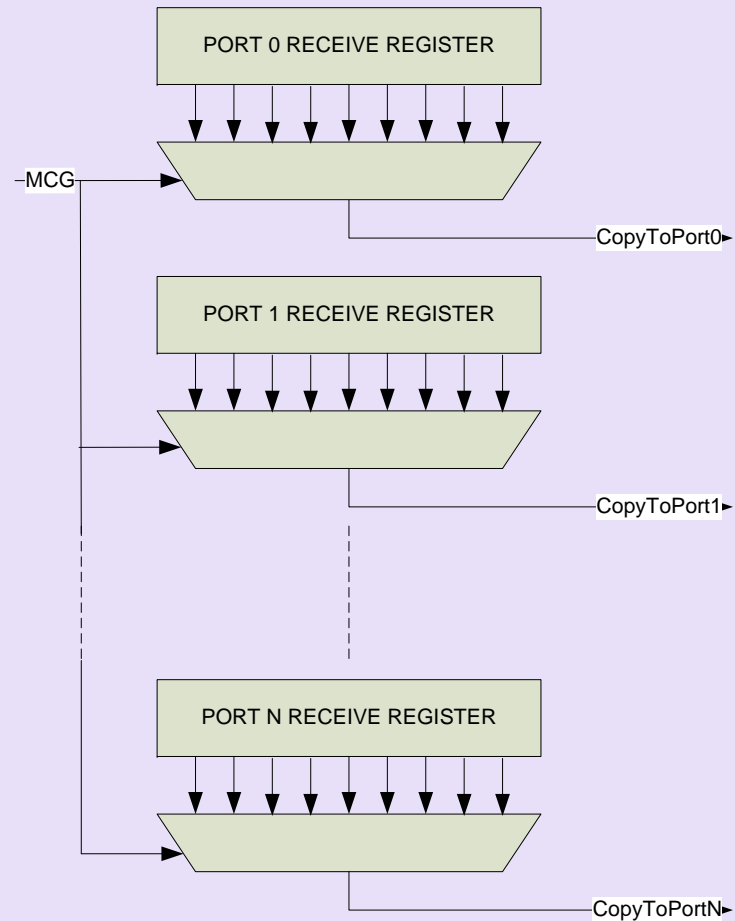 PORT 0 RECEIVE REGISTER
MCG
CopyToPort0
PORT 1 RECEIVE REGISTER
CopyToPort1
PORT N RECEIVE REGISTER
CopyToPortN